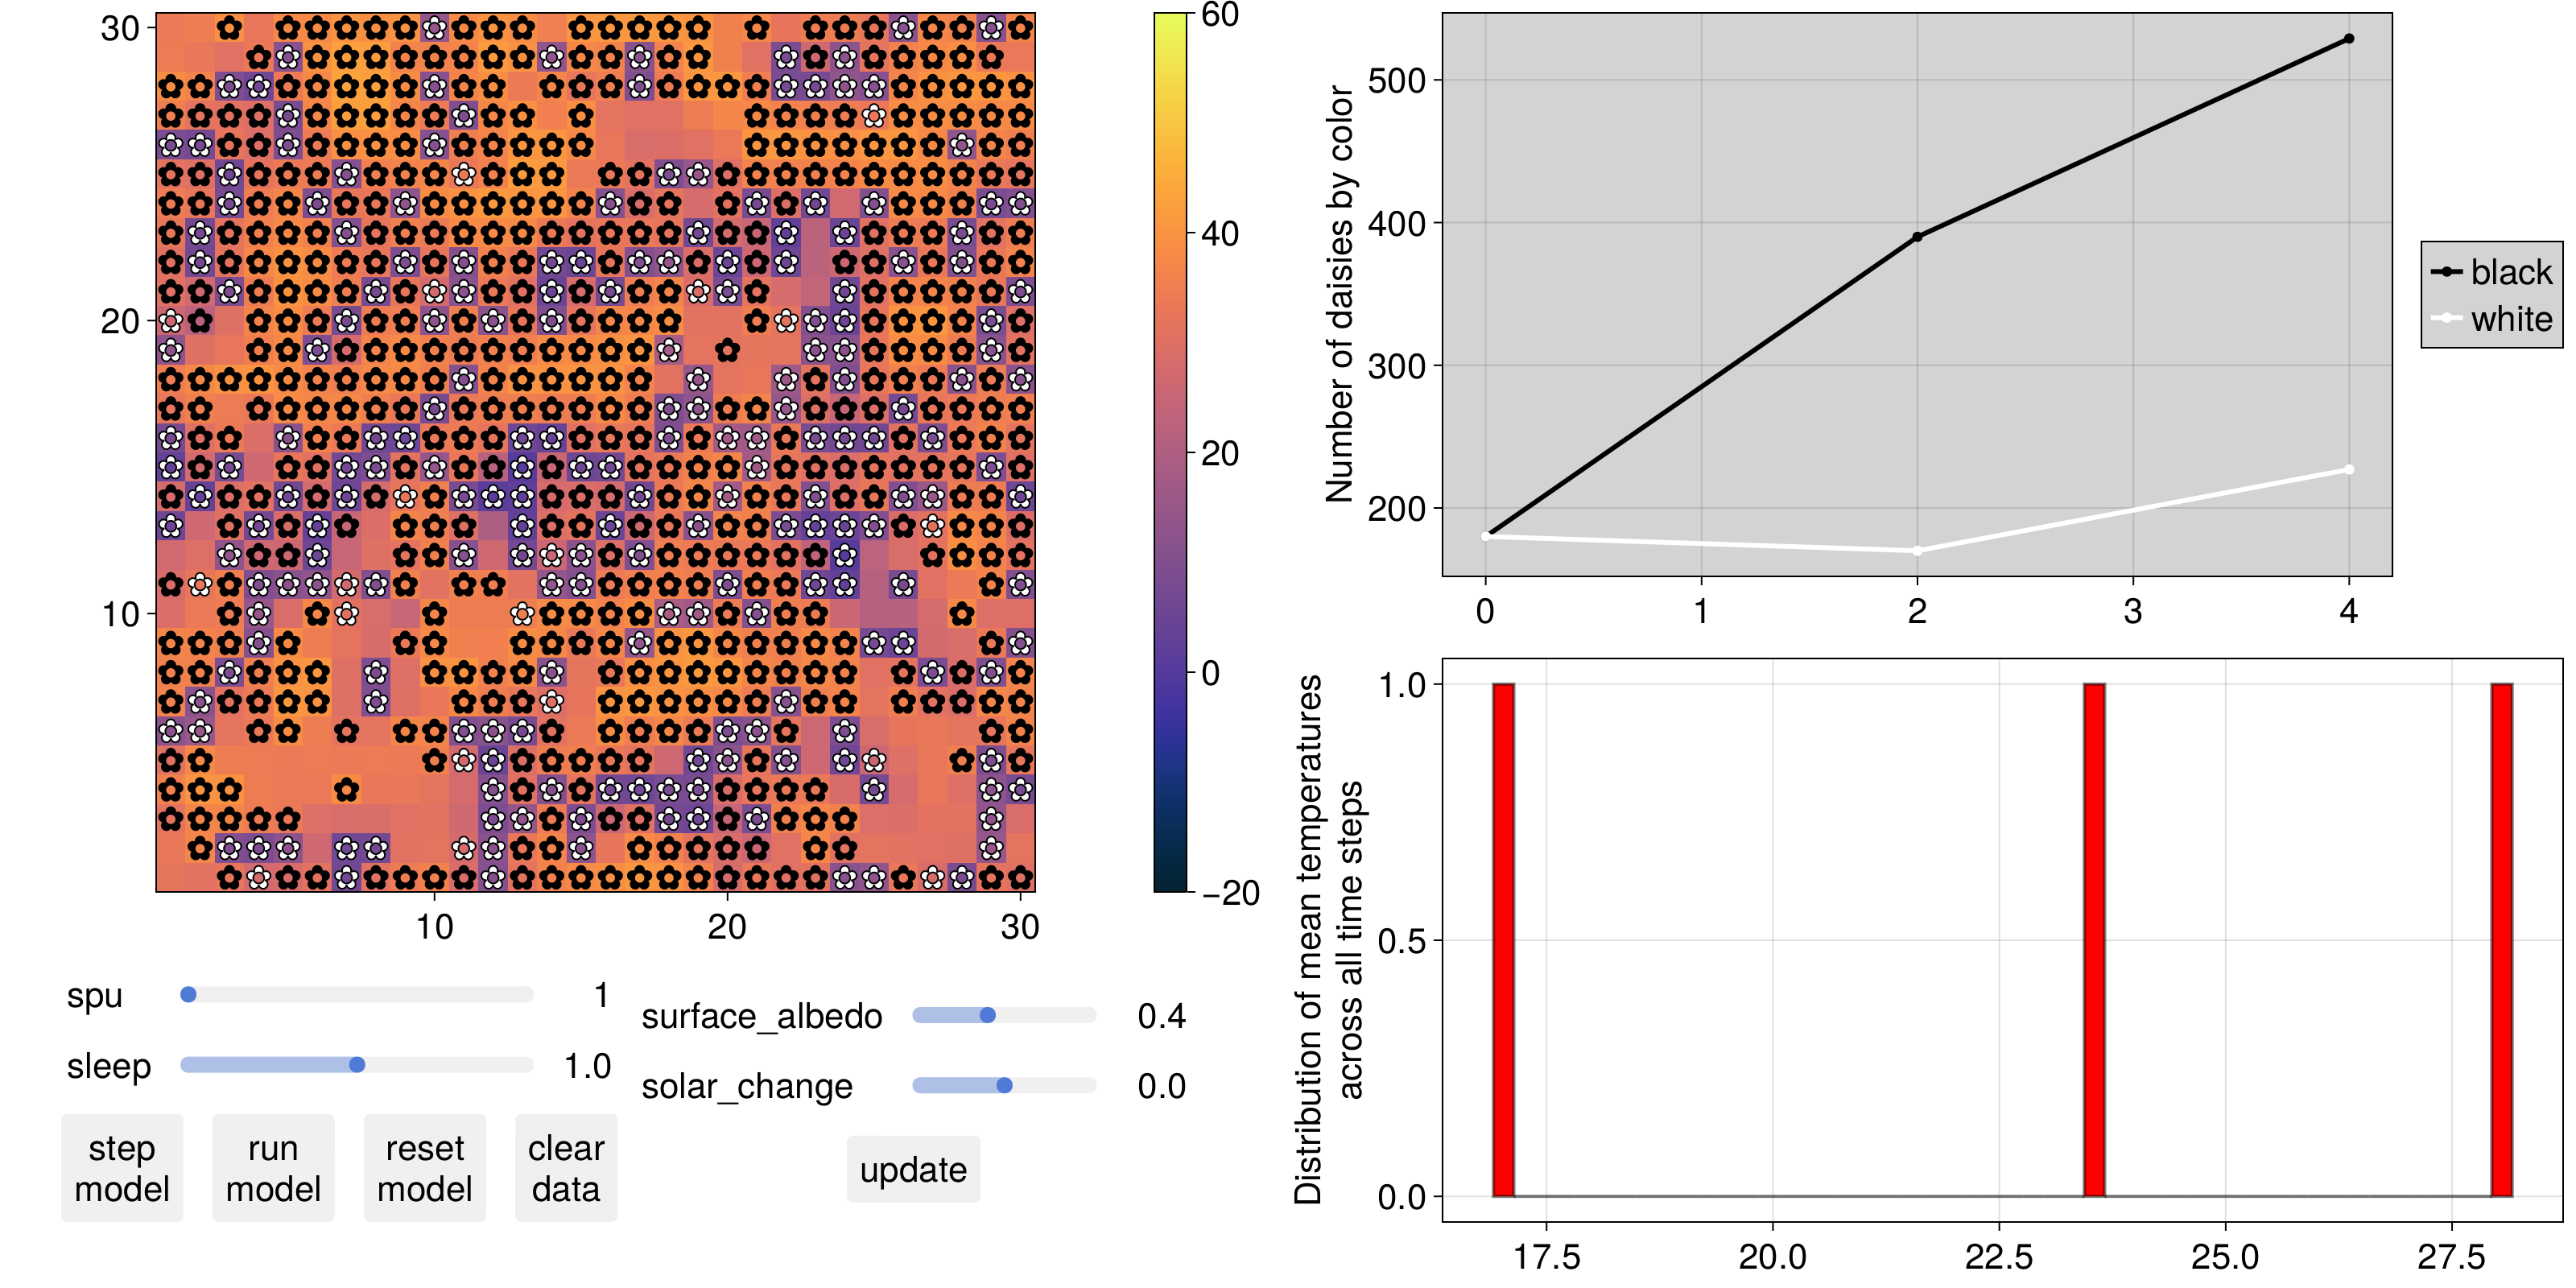 30
20
10
10
20
30
60
40
20
0
−20
Number of daisies by color
500
400
300
200
0
1
2
3
4
black
white
Distribution of mean temperatures
across all time steps
1.0
0.5
0.0
17.5
20.0
22.5
25.0
27.5
spu
1
sleep
1.0
surface_albedo
0.4
solar_change
0.0
step
model
run
model
reset
model
clear
data
update